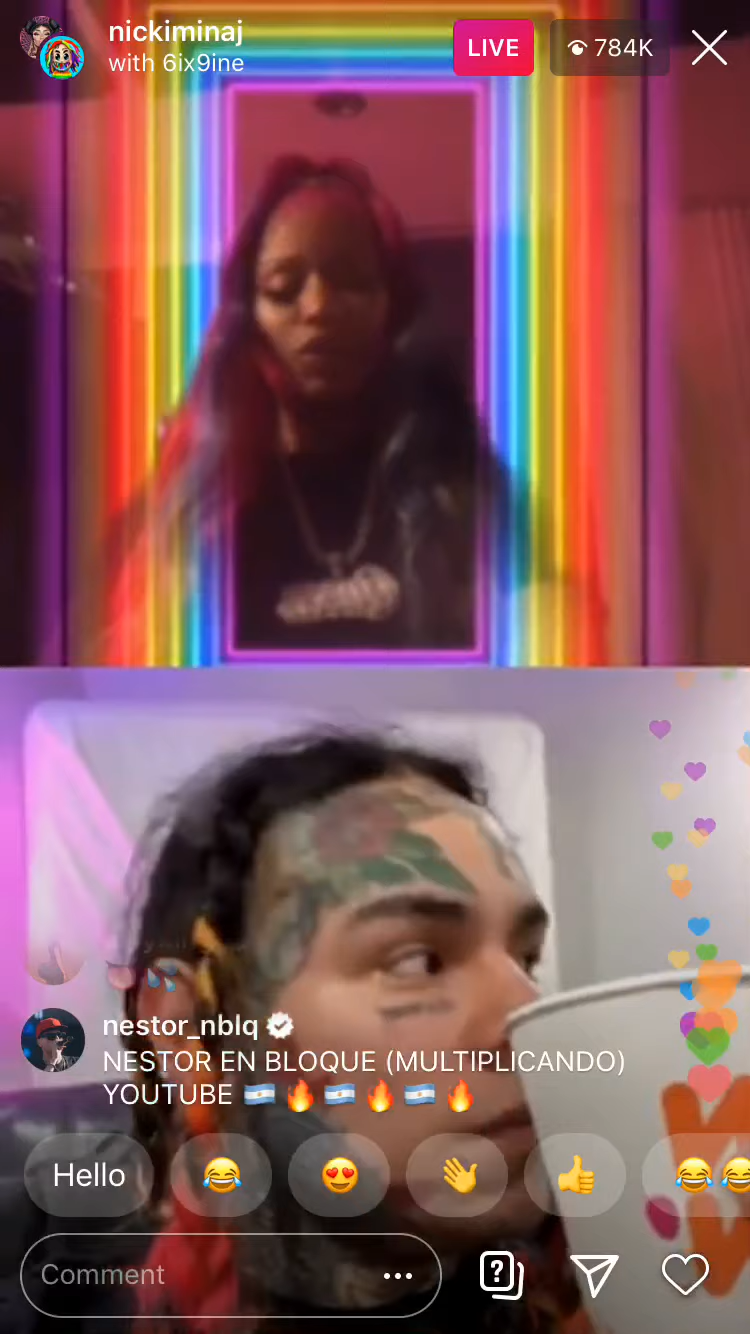 nickiminaj
with 6ix9ine
LIVE
784K
nestor_nblq
NESTOR EN BLOQUE (MULTIPLICANDO)
YOUTUBE 🇦🇷 🔥 🇦🇷 🔥 🇦🇷 🔥
Hello
Comment